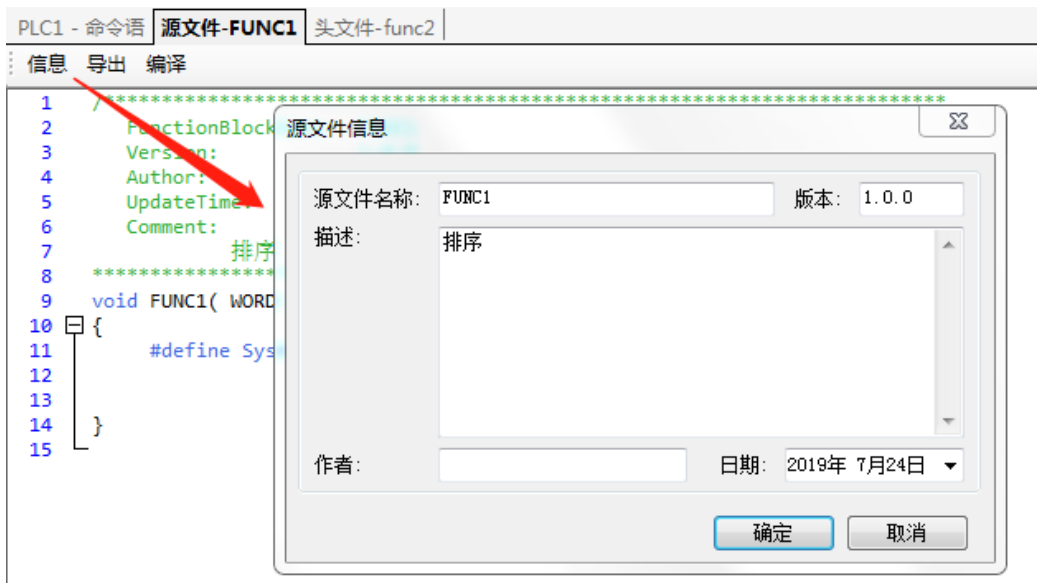 PLC1 - 命令语 源文件-FUNC1 头文件-func2
信息 导出 编译
1 /***************************************************************************
2 FunctionBlock
3 Version:
4 Author:
5 UpdateTime:
6 Comment:
7 排序
8 ****************
9 void FUNC1( WORD
10 {
11 #define Sys
12
13
14 }
15
源文件信息
源文件名称: FUNC1 版本: 1.0.0
描述: 排序
作者: 日期: 2019年 7月24日
确定 取消